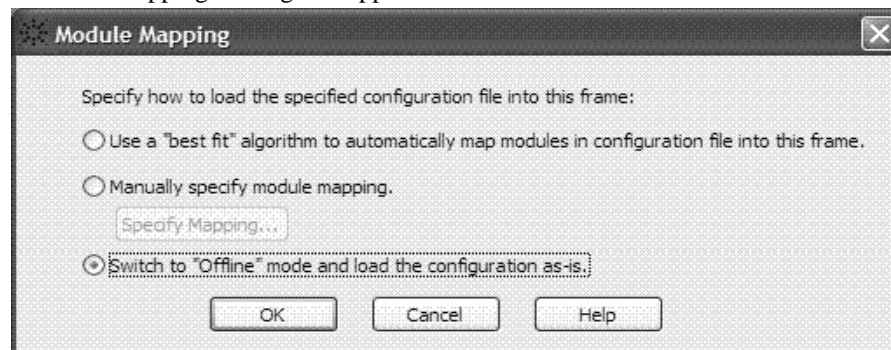 Module Mapping
Specify how to load the specified configuration file into this frame:
Use a "best fit" algorithm to automatically map modules in configuration file into this frame.
Manually specify module mapping.
Specify Mapping...
Switch to "Offline" mode and load the configuration as-is.
OK Cancel Help